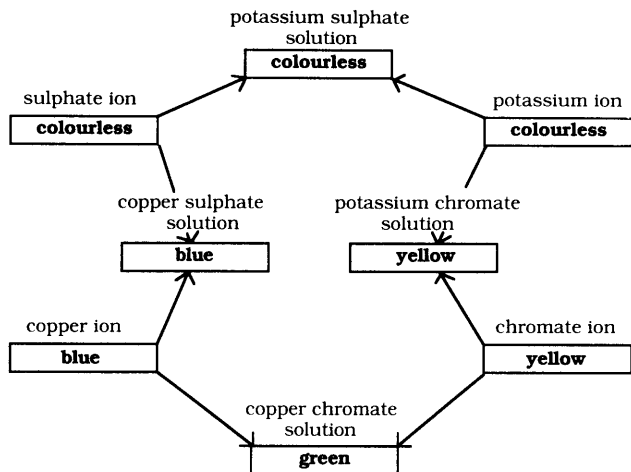 potassium sulphate
solution
colourless
sulphate ion
colourless
potassium ion
colourless
copper sulphate
solution
blue
potassium chromate
solution
yellow
copper ion
blue
chromate ion
yellow
copper chromate
solution
green